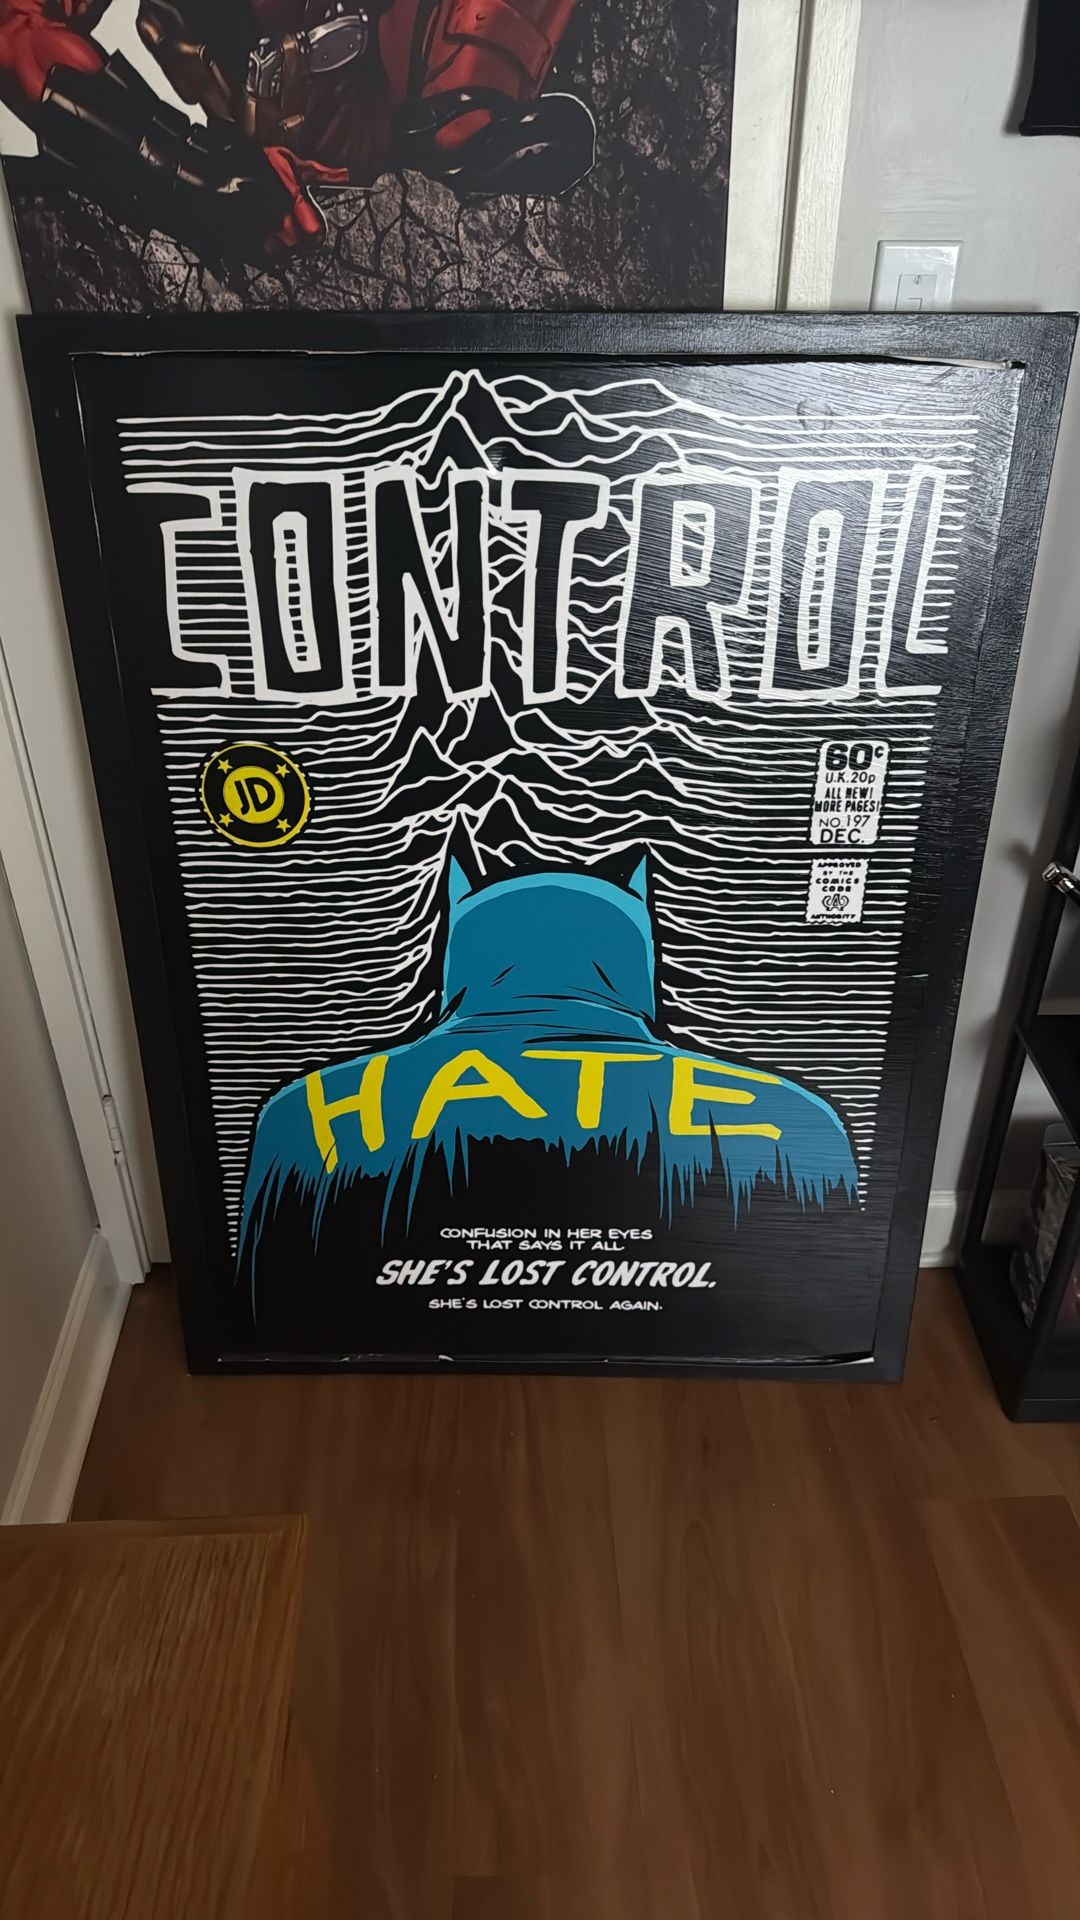 CONTROL
JD
60¢
U.K. 20p
ALL NEW!
MORE PAGES!
NO. 197
DEC.
APPROVED
BY THE
COMICS
CODE
AUTHORITY
HATE
CONFUSION IN HER EYES
THAT SAYS IT ALL.
SHE'S LOST CONTROL.
SHE'S LOST CONTROL AGAIN.